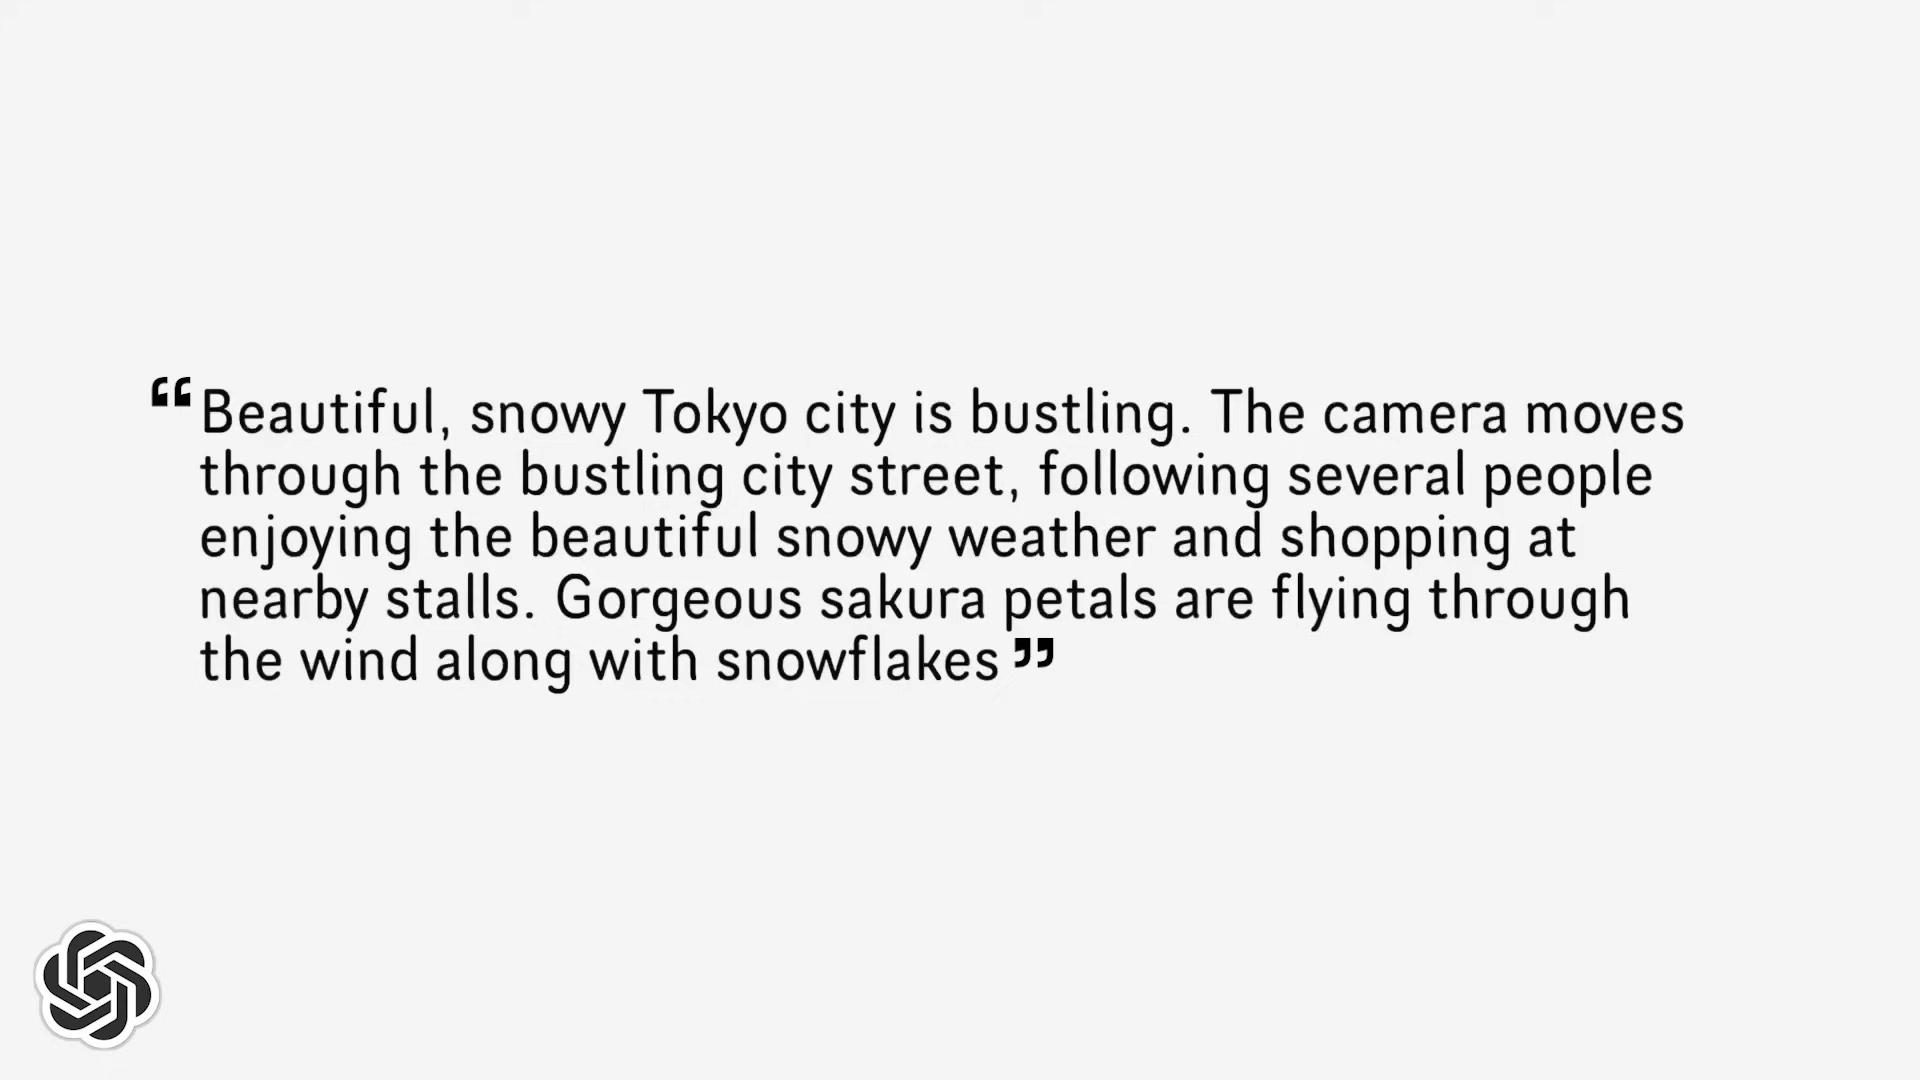 “Beautiful, snowy Tokyo city is bustling. The camera moves
through the bustling city street, following several people
enjoying the beautiful snowy weather and shopping at
nearby stalls. Gorgeous sakura petals are flying through
the wind along with snowflakes”